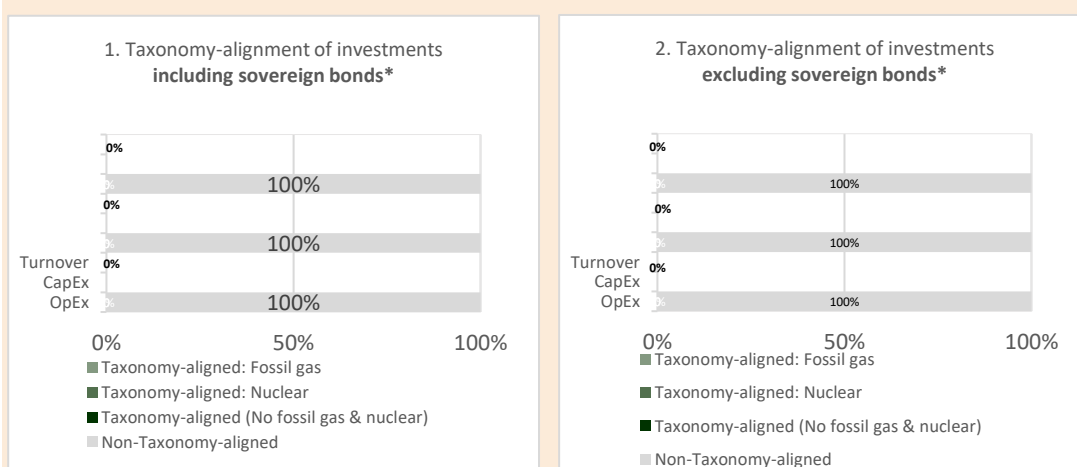 1. Taxonomy-alignment of investments
including sovereign bonds*
0%
100%
0%
100%
Turnover
0%
CapEx
OpEx
100%
0% 50% 100%
Taxonomy-aligned: Fossil gas
Taxonomy-aligned: Nuclear
Taxonomy-aligned (No fossil gas & nuclear)
Non-Taxonomy-aligned
2. Taxonomy-alignment of investments
excluding sovereign bonds*
0%
100%
0%
100%
Turnover
0%
CapEx
OpEx
100%
0% 50% 100%
Taxonomy-aligned: Fossil gas
Taxonomy-aligned: Nuclear
Taxonomy-aligned (No fossil gas & nuclear)
Non-Taxonomy-aligned